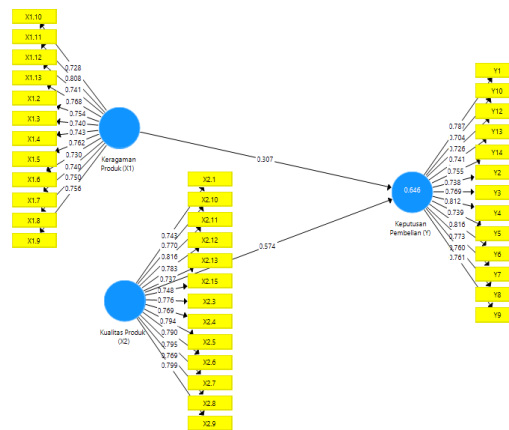 X1.10
X1.11
X1.12
X1.13
X1.2
X1.3
X1.4
X1.5
X1.6
X1.7
X1.8
X1.9
0.728
0.808
0.741
0.768
0.754
0.740
0.743
0.762
0.730
0.740
0.750
0.756
Keragaman
Produk (X1)
0.307
X2.1
X2.10
X2.11
X2.12
X2.13
X2.15
X2.3
X2.4
X2.5
X2.6
X2.7
X2.8
X2.9
0.743
0.770
0.816
0.783
0.737
0.748
0.776
0.769
0.794
0.790
0.795
0.769
0.799
Kualitas Produk
(X2)
0.574
0.646
Keputusan
Pembelian (Y)
0.787
0.704
0.726
0.741
0.755
0.738
0.769
0.812
0.739
0.816
0.773
0.760
0.761
Y1
Y10
Y12
Y13
Y14
Y2
Y3
Y4
Y5
Y6
Y7
Y8
Y9